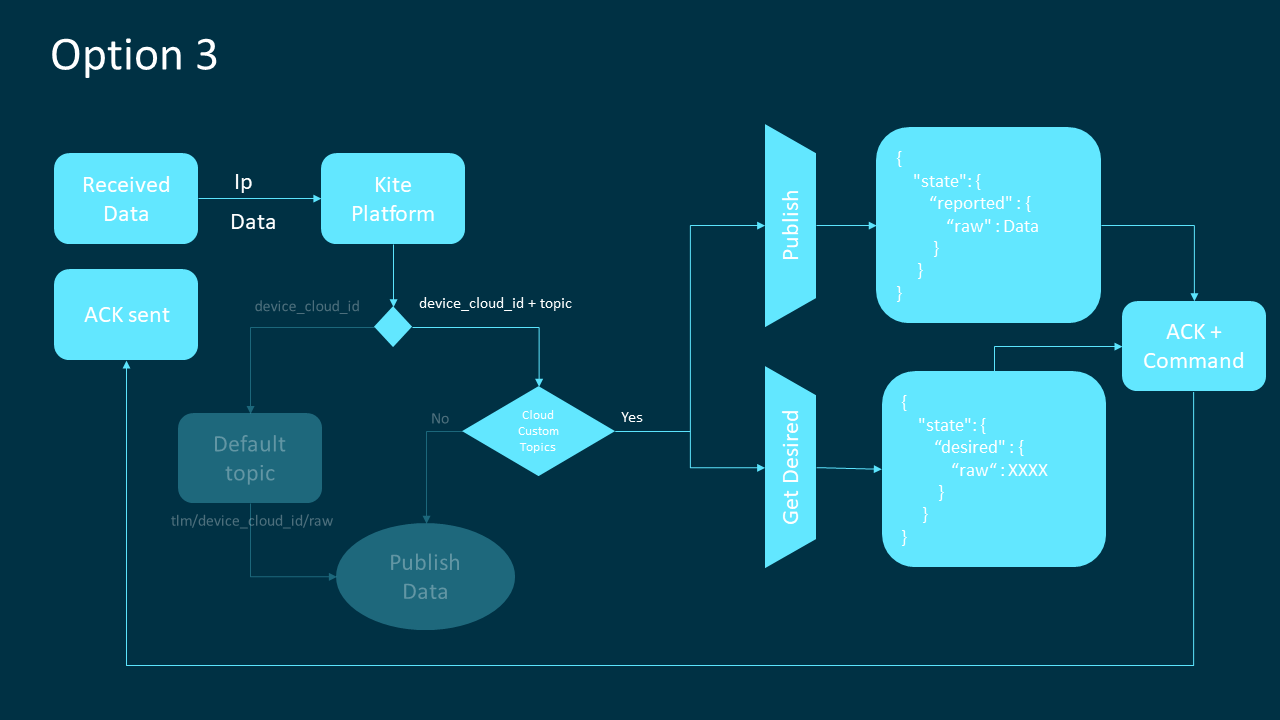 Option 3
Received
Data
Ip
Data
Kite
Platform
ACK sent
device_cloud_id
device_cloud_id + topic
Default
topic
tlm/device_cloud_id/raw
No
Cloud
Custom
Topics
Yes
Publish
Data
Publish
{
"state": {
“reported" : {
“raw" : Data
}
}
}
Get Desired
{
"state": {
“desired" : {
“raw“ : XXXX
}
}
}
ACK +
Command